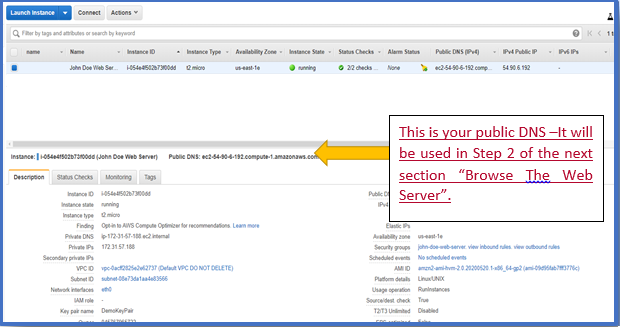 Launch Instance Connect Actions
Filter by tags and attributes or search by keyword
name Name Instance ID Instance Type Availability Zone Instance State Status Checks Alarm Status Public DNS (IPv4) IPv4 Public IP IPv6 IPs
John Doe Web Ser... i-054e4f502b73f00dd t2.micro us-east-1e running 2/2 checks ... None ec2-54-90-6-192.comp... 54.90.6.192 -
This is your public DNS –It will
be used in Step 2 of the next
section “Browse The Web
Server”.
Instance: i-054e4f502b73f00dd (John Doe Web Server) Public DNS: ec2-54-90-6-192.compute-1.amazonaws.com
Description Status Checks Monitoring Tags
Instance ID i-054e4f502b73f00dd Public DN
Instance state running IPv4
Instance type t2.micro
Finding Opt-in to AWS Compute Optimizer for recommendations. Learn more Elastic IPs
Private DNS ip-172-31-57-188.ec2.internal Availability zone us-east-1e
Private IPs 172.31.57.188 Security groups john-doe-web-server. view inbound rules. view outbound rules
Secondary private IPs Scheduled events No scheduled events
VPC ID vpc-0acff2825e2e62737 (Default VPC DO NOT DELETE) AMI ID amzn2-ami-hvm-2.0.20200520.1-x86_64-gp2
Subnet ID subnet-08e73da1aa4e83566 Platform details Linux/UNIX
Network interfaces eth0 Usage operation RunInstances
IAM role - Source/dest. check True
Key pair name DemoKeyPair T2/T3 Unlimited Disabled